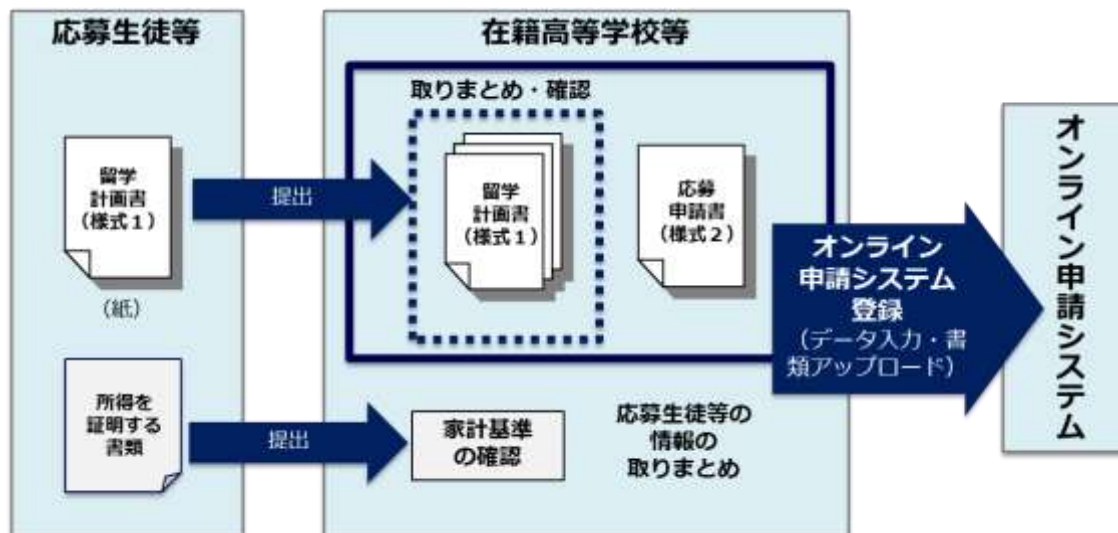 応募生徒等
留学
計画書
（様式１）
（紙）
提出
所得を
証明する
書類
提出
在籍高等学校等
取りまとめ・確認
留学
計画書
（様式１）
応募
申請書
（様式２）
家計基準
の確認
応募生徒等の
情報の
取りまとめ
オンライン
申請システム
登録
（データ入力・書
類アップロード）
オンライン申請システム